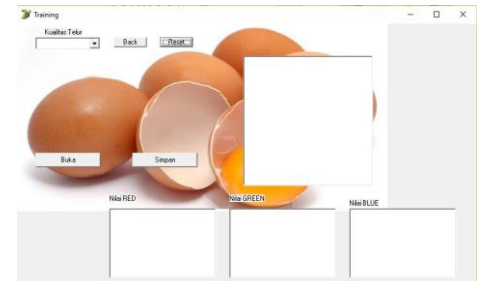 Training
Kualitas Telur
Back
Reset
Buka
Simpan
Nilai RED
Nilai GREEN
Nilai BLUE